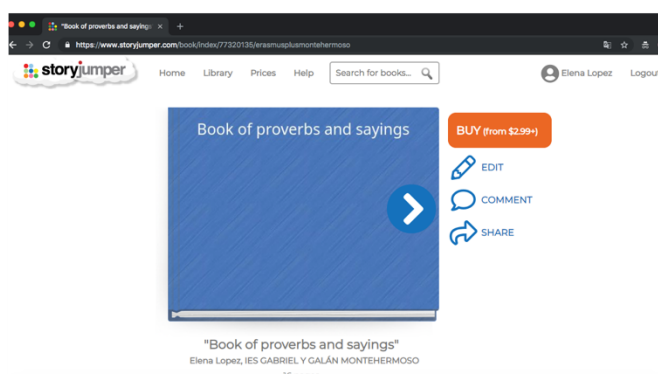 "Book of proverbs and sayings"
https://www.storyjumper.com/book/index/77320135/erasmusplusmontehermoso
storyjumper
Home Library Prices Help Search for books... Elena Lopez Logout
Book of proverbs and sayings
BUY (from $2.99+)
EDIT
COMMENT
SHARE
"Book of proverbs and sayings"
Elena Lopez, IES GABRIEL Y GALÁN MONTEHERMOSO